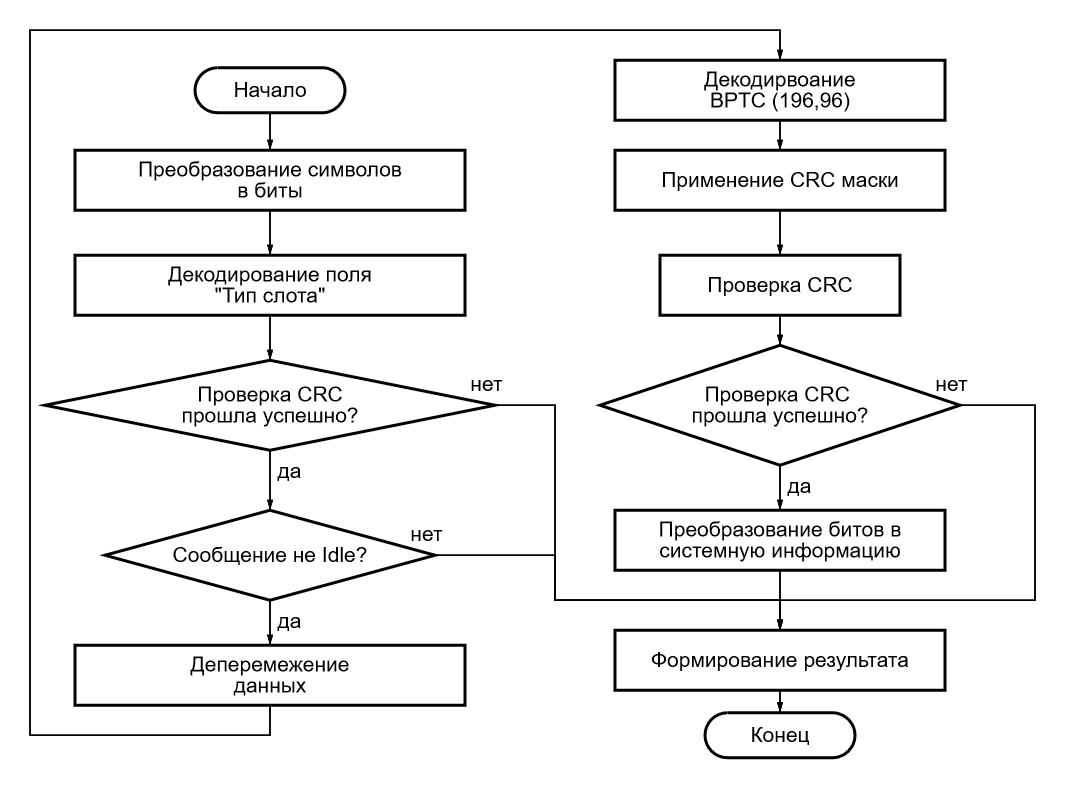 Начало
Преобразование символов
в биты
Декодирование поля
"Тип слота"
Проверка CRC
прошла успешно?
нет
да
Сообщение не Idle?
нет
да
Деперемежение
данных
Декодирвоание
BPTC (196,96)
Применение CRC маски
Проверка CRC
Проверка CRC
прошла успешно?
нет
да
Преобразование битов в
системную информацию
Формирование результата
Конец